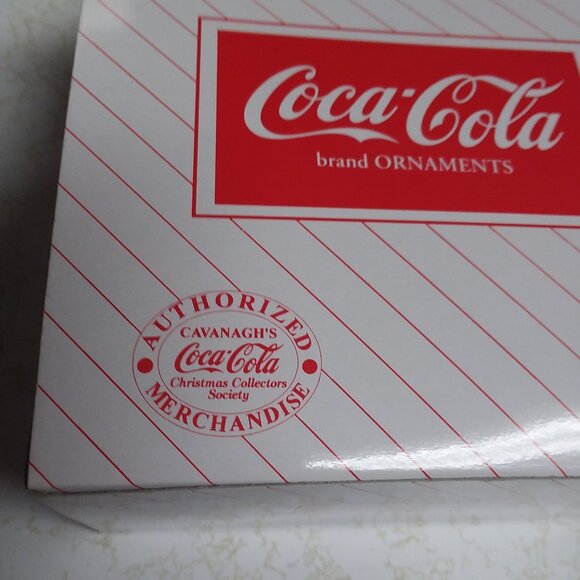 Coca-Cola
brand ORNAMENTS
AUTHORIZED
CAVANAGH'S
Coca-Cola
Christmas Collectors
Society
MERCHANDISE